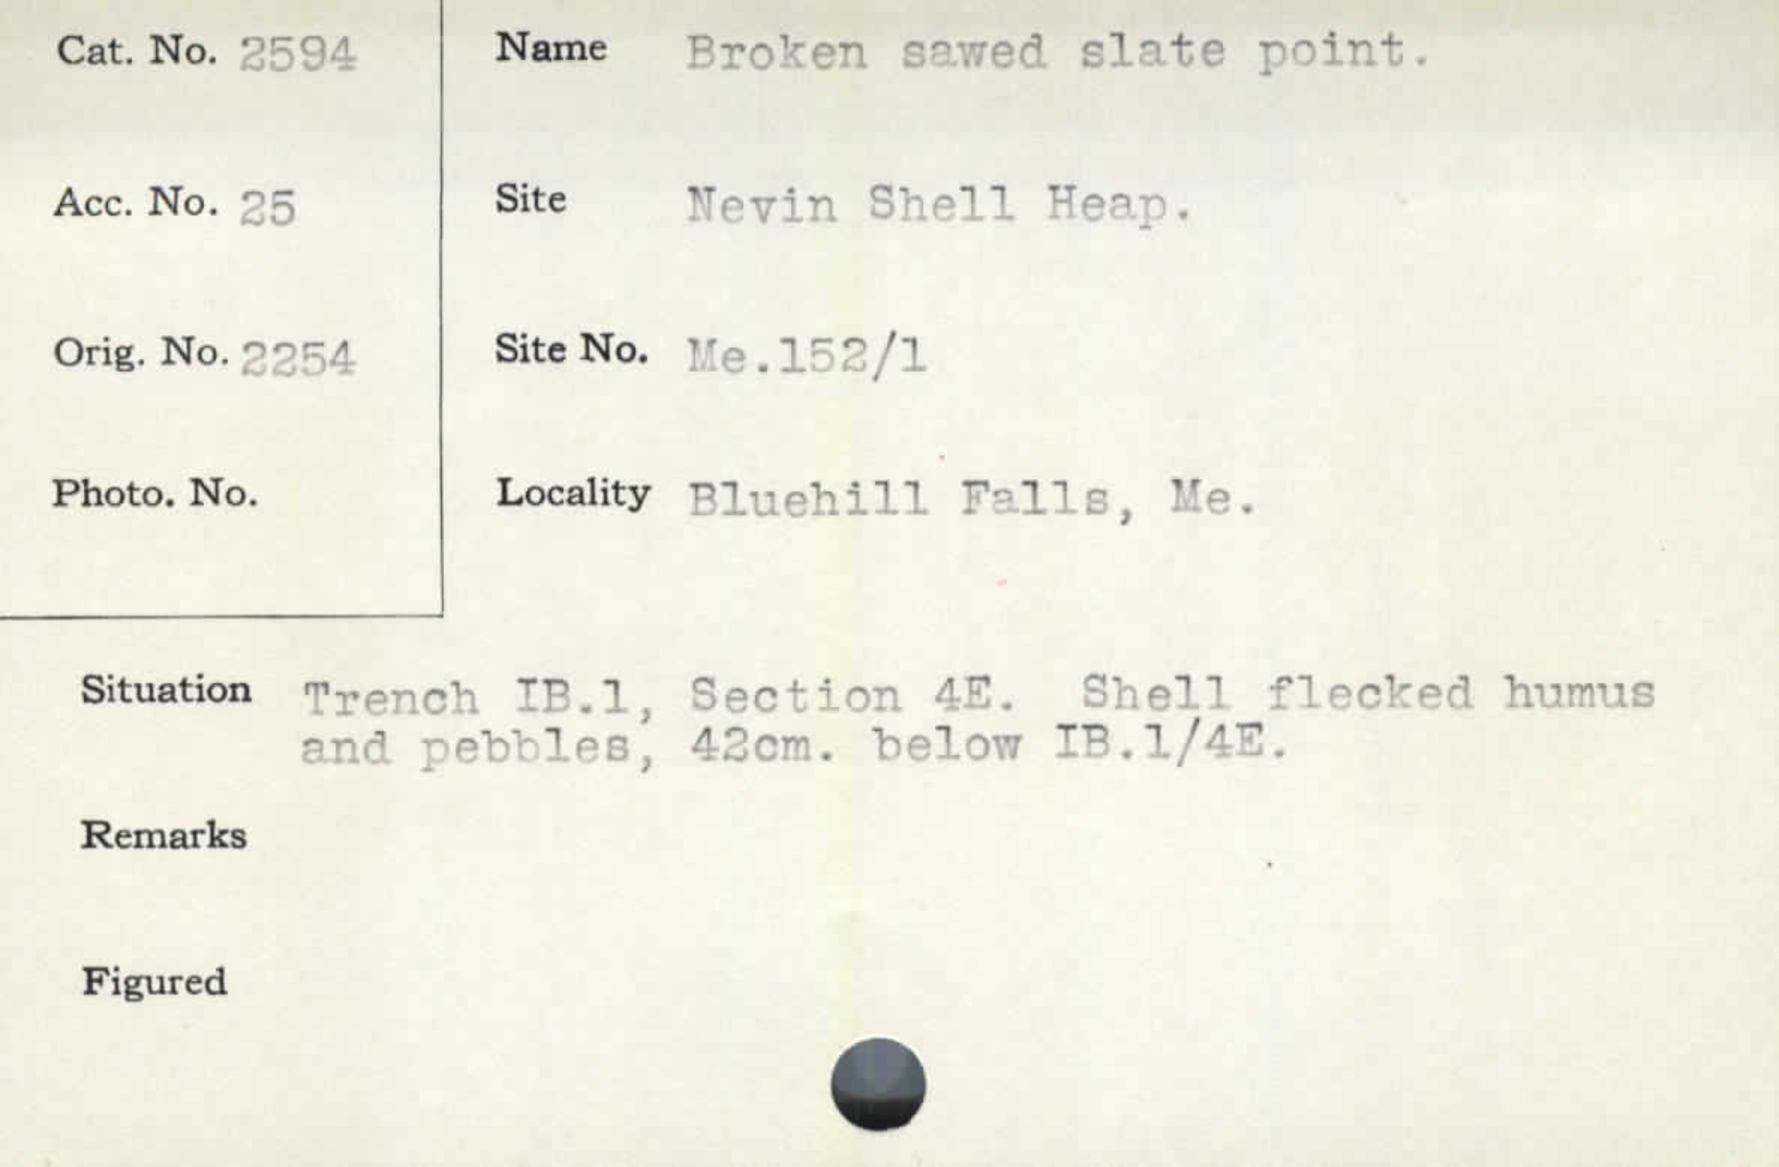 Cat. No. 2594
Acc. No. 25
Orig. No. 2254
Photo. No.
Name Broken sawed slate point.
Site Nevin Shell Heap.
Site No. Me.152/1
Locality Bluehill Falls, Me.
Situation Trench IB.1, Section 4E. Shell flecked humus
and pebbles, 42cm. below IB.1/4E.
Remarks
Figured